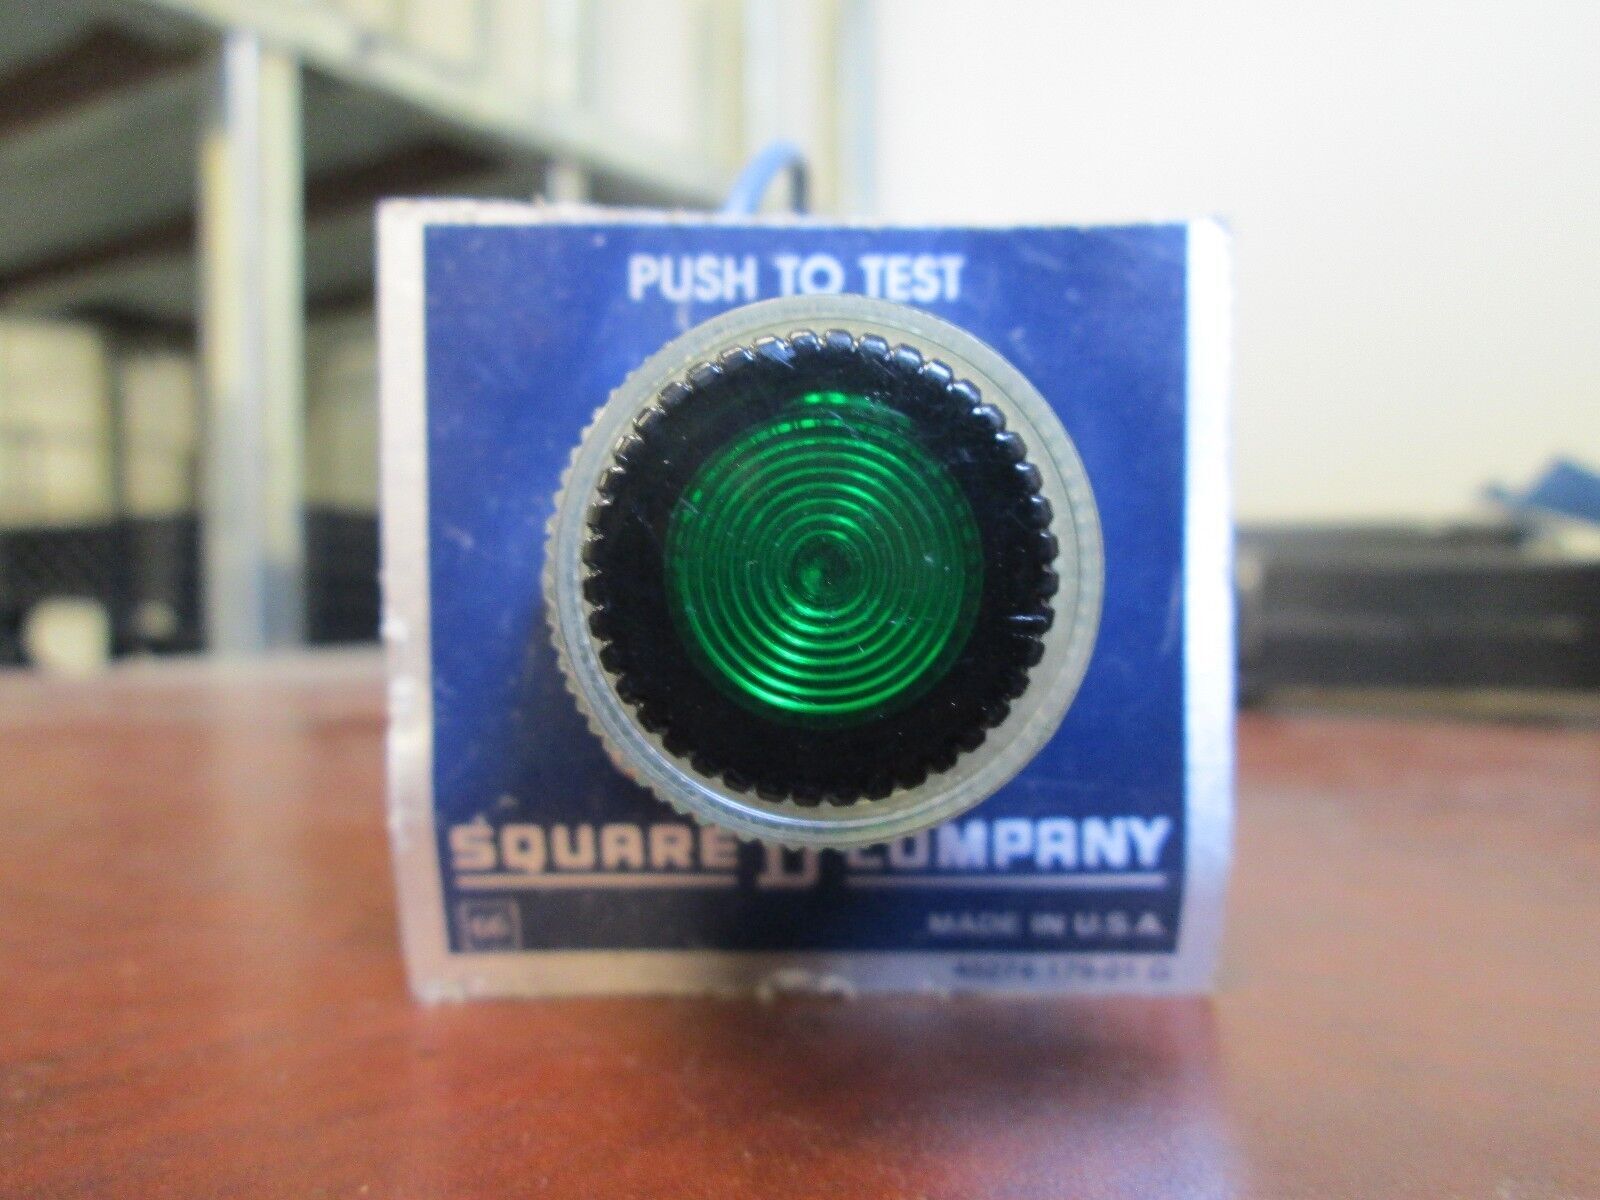 PUSH TO TEST
SQUARE D COMPANY
MADE IN U.S.A.